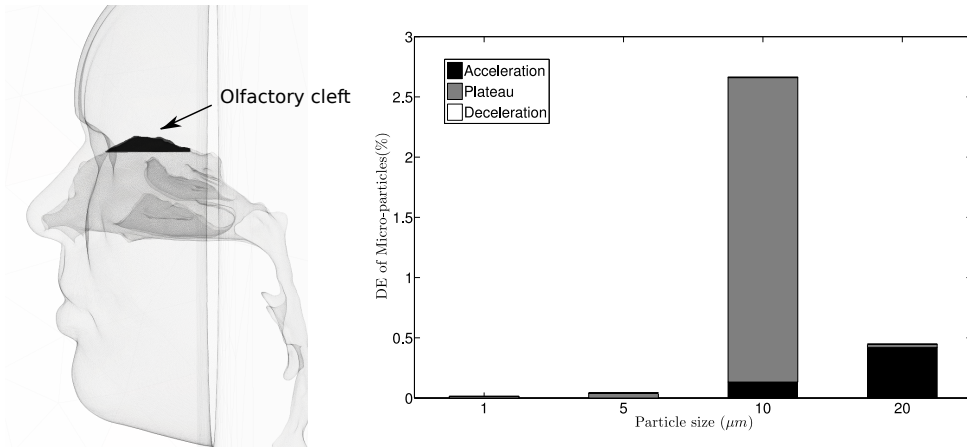 Olfactory cleft
3
2.5
2
1.5
1
0.5
0
DE of Micro-particles(%)
Acceleration
Plateau
Deceleration
1 5 10 20
Particle size (μm)